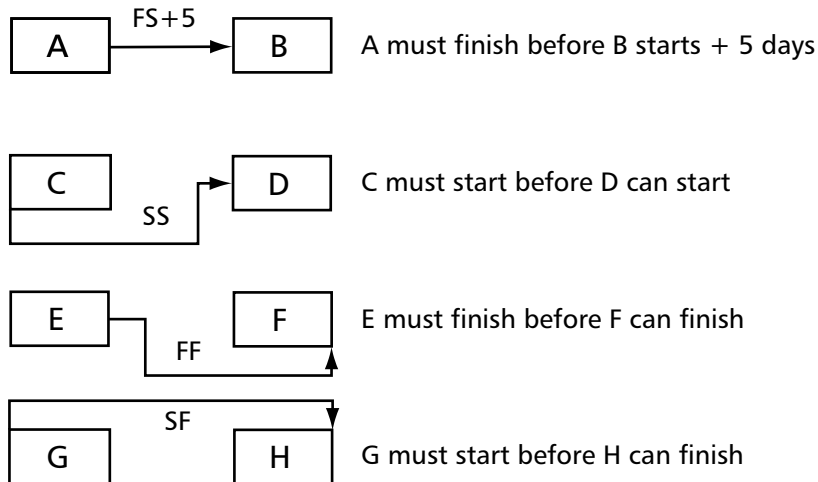 FS+5
A B A must finish before B starts + 5 days
C D C must start before D can start
SS
E F E must finish before F can finish
FF
SF
G H G must start before H can finish